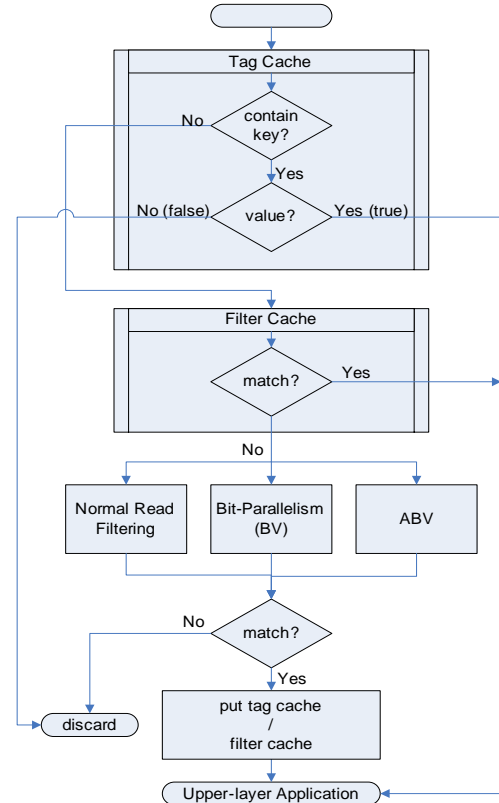 Tag Cache
No
contain
key?
Yes
No (false)
value?
Yes (true)
Filter Cache
match?
Yes
No
Normal Read
Filtering
Bit-Parallelism
(BV)
ABV
No
match?
Yes
put tag cache
/
filter cache
discard
Upper-layer Application